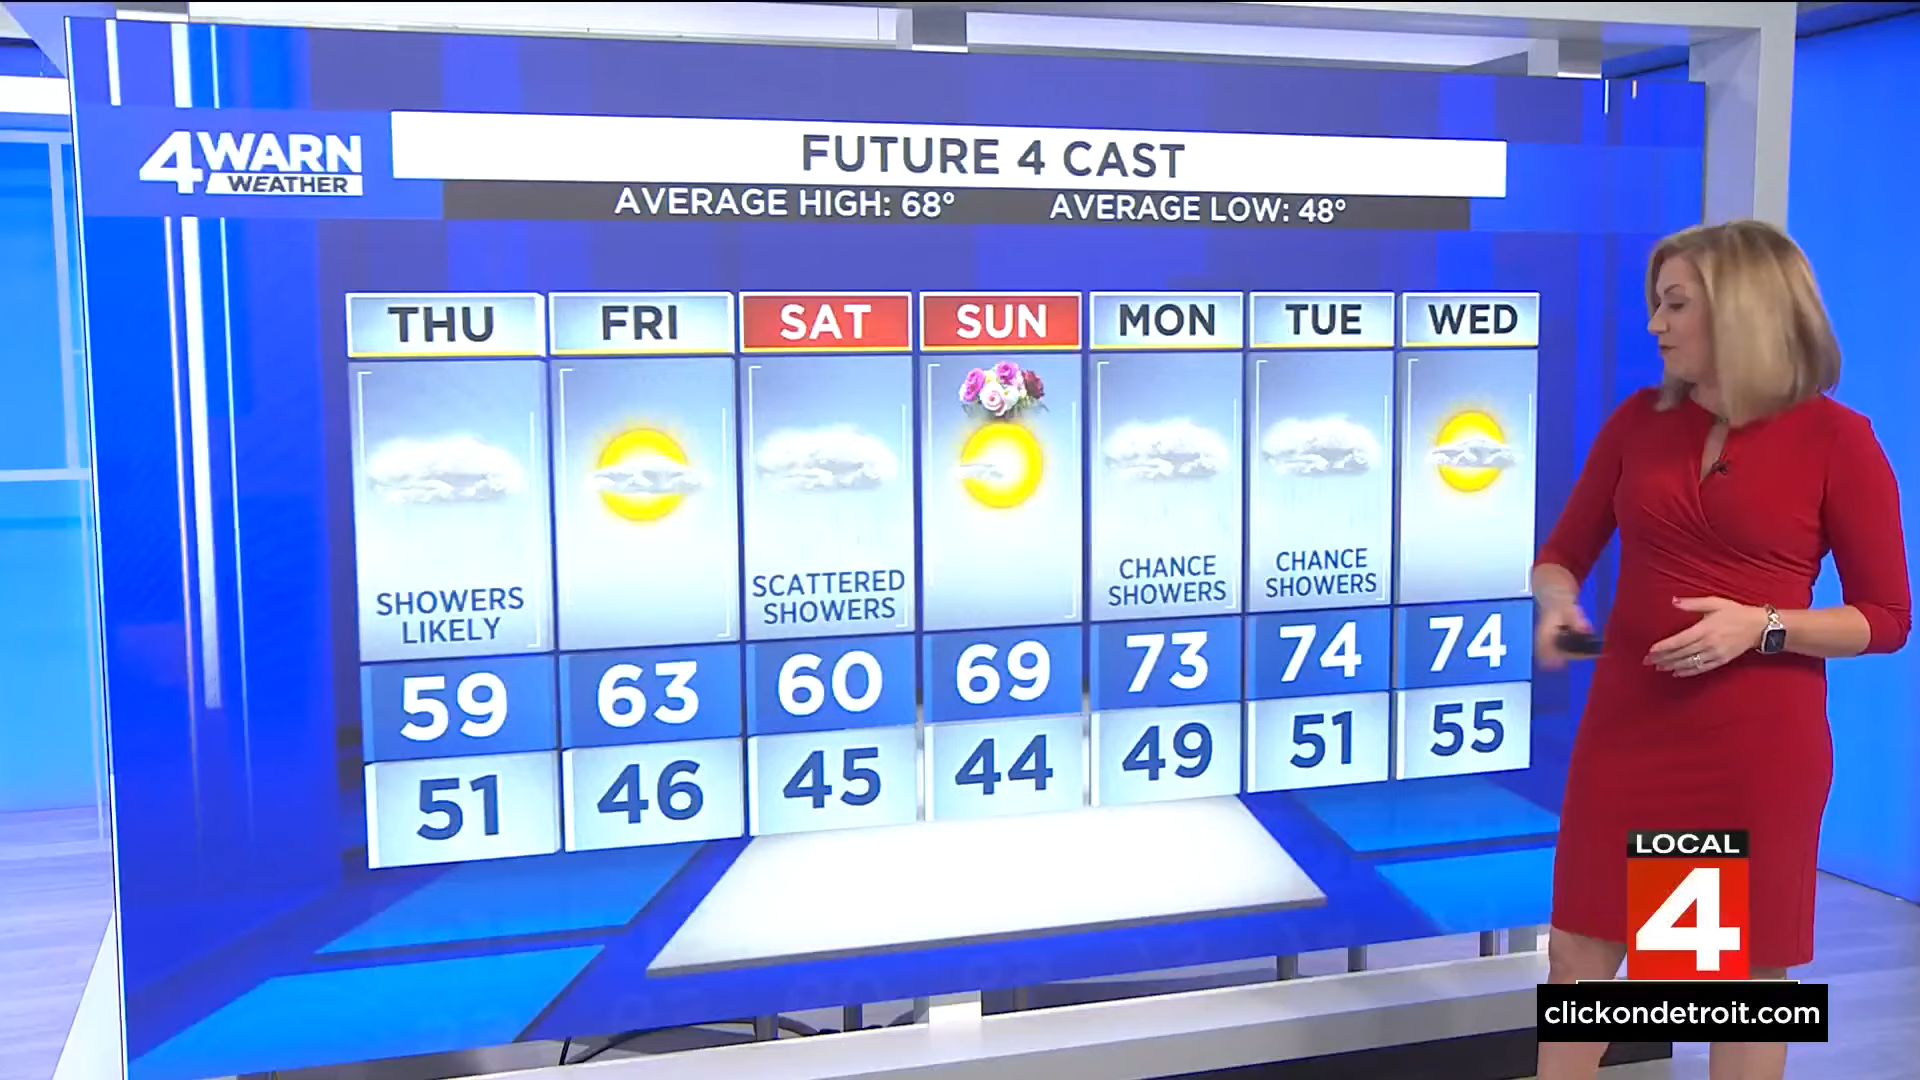 4WARN
WEATHER
FUTURE 4 CAST
AVERAGE HIGH: 68° AVERAGE LOW: 48°
THU FRI SAT SUN MON TUE WED
SHOWERS
LIKELY
SCATTERED
SHOWERS
CHANCE
SHOWERS
CHANCE
SHOWERS
59 63 60 69 73 74 74
51 46 45 44 49 51 55
LOCAL
4
clickondetroit.com